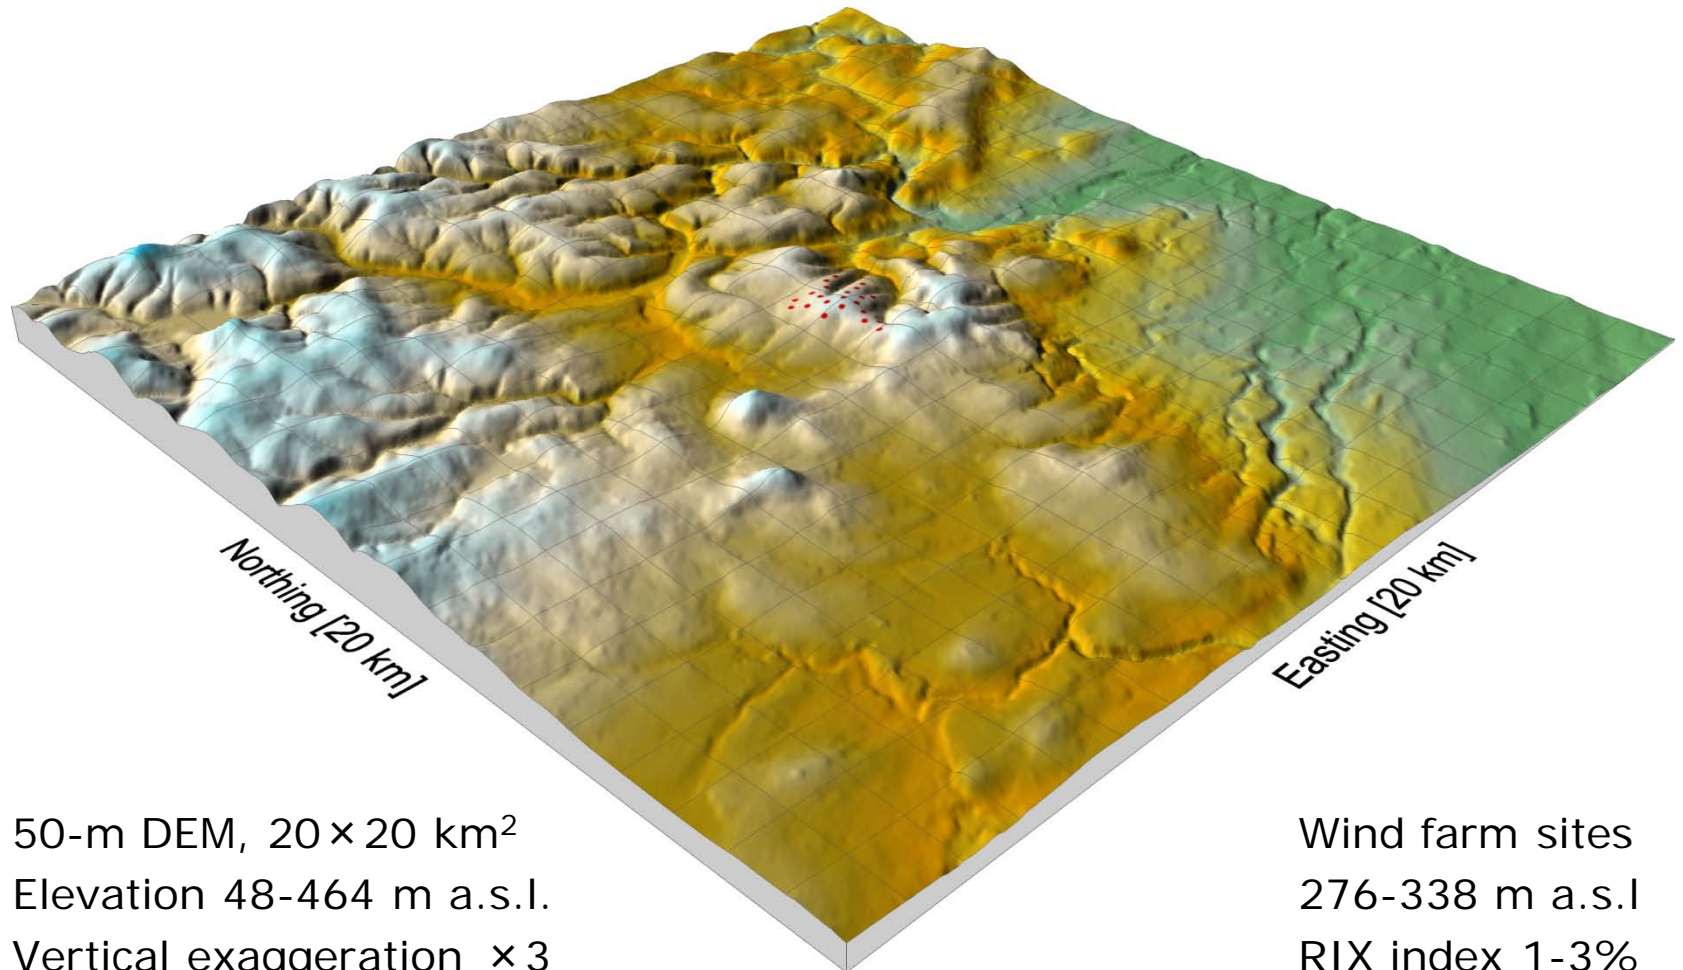 Northing [20 km]
Easting [20 km]
50-m DEM, 20×20 km²
Elevation 48-464 m a.s.l.
Vertical exaggeration ×3
Wind farm sites
276-338 m a.s.l
RIX index 1-3%